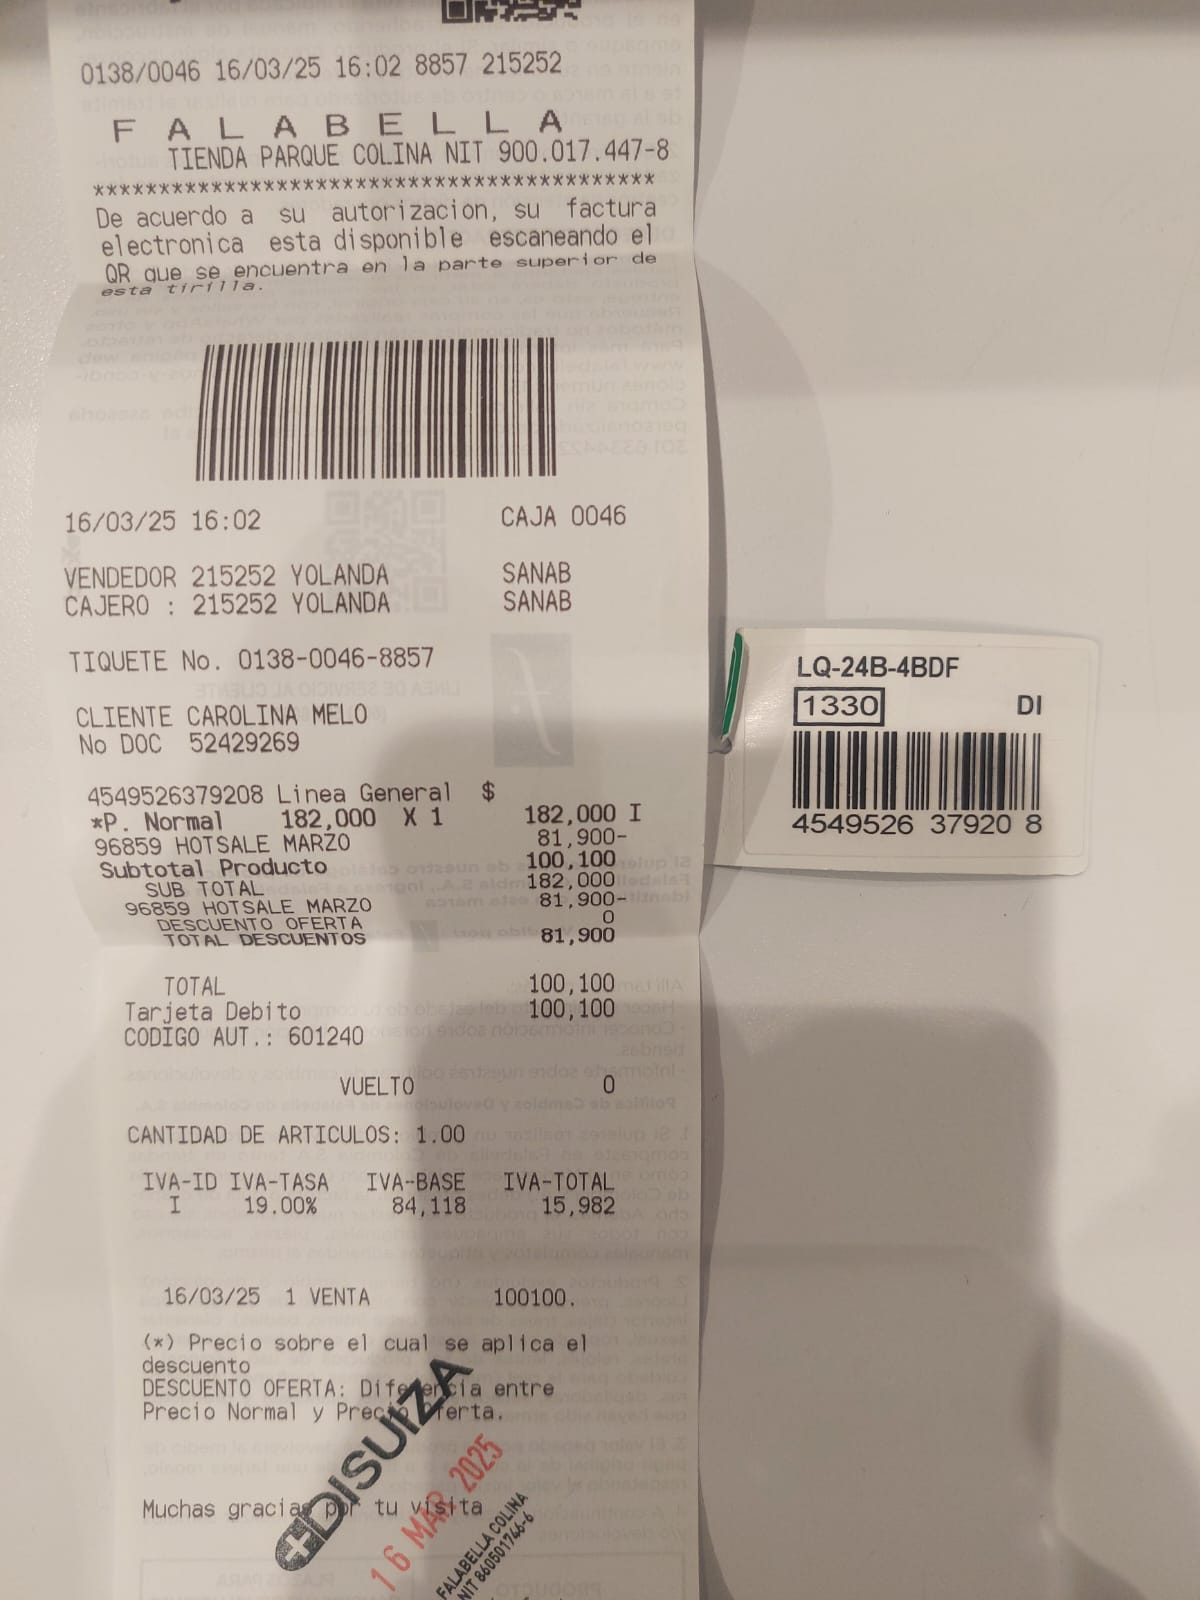 0138/0046 16/03/25 16:02 8857 215252
FALABELLA
TIENDA PARQUE COLINA NIT 900.017.447-8
******************************************
De acuerdo a su autorizacion, su factura
electronica esta disponible escaneando el
QR que se encuentra en la parte superior de
esta tirilla.
16/03/25 16:02 CAJA 0046
VENDEDOR 215252 YOLANDA SANAB
CAJERO : 215252 YOLANDA SANAB
TIQUETE No. 0138-0046-8857
CLIENTE CAROLINA MELO
No DOC 52429269
4549526379208 Linea General $
*P. Normal 182,000 X 1 182,000 I
96859 HOTSALE MARZO 81,900-
Subtotal Producto 100,100
SUB TOTAL 182,000
96859 HOTSALE MARZO 81,900-
DESCUENTO OFERTA 0
TOTAL DESCUENTOS 81,900
TOTAL 100,100
Tarjeta Debito 100,100
CODIGO AUT.: 601240
VUELTO 0
CANTIDAD DE ARTICULOS: 1.00
IVA-ID IVA-TASA IVA-BASE IVA-TOTAL
I 19.00% 84,118 15,982
16/03/25 1 VENTA 100100.
(*) Precio sobre el cual se aplica el
descuento
DESCUENTO OFERTA: Diferencia entre
Precio Normal y Precio Oferta.
Muchas gracias por tu visita
DISUIZA
16 MAR 2025
FALABELLA COLINA
NIT 860501746-6
LQ-24B-4BDF
1330 DI
4549526 37920 8